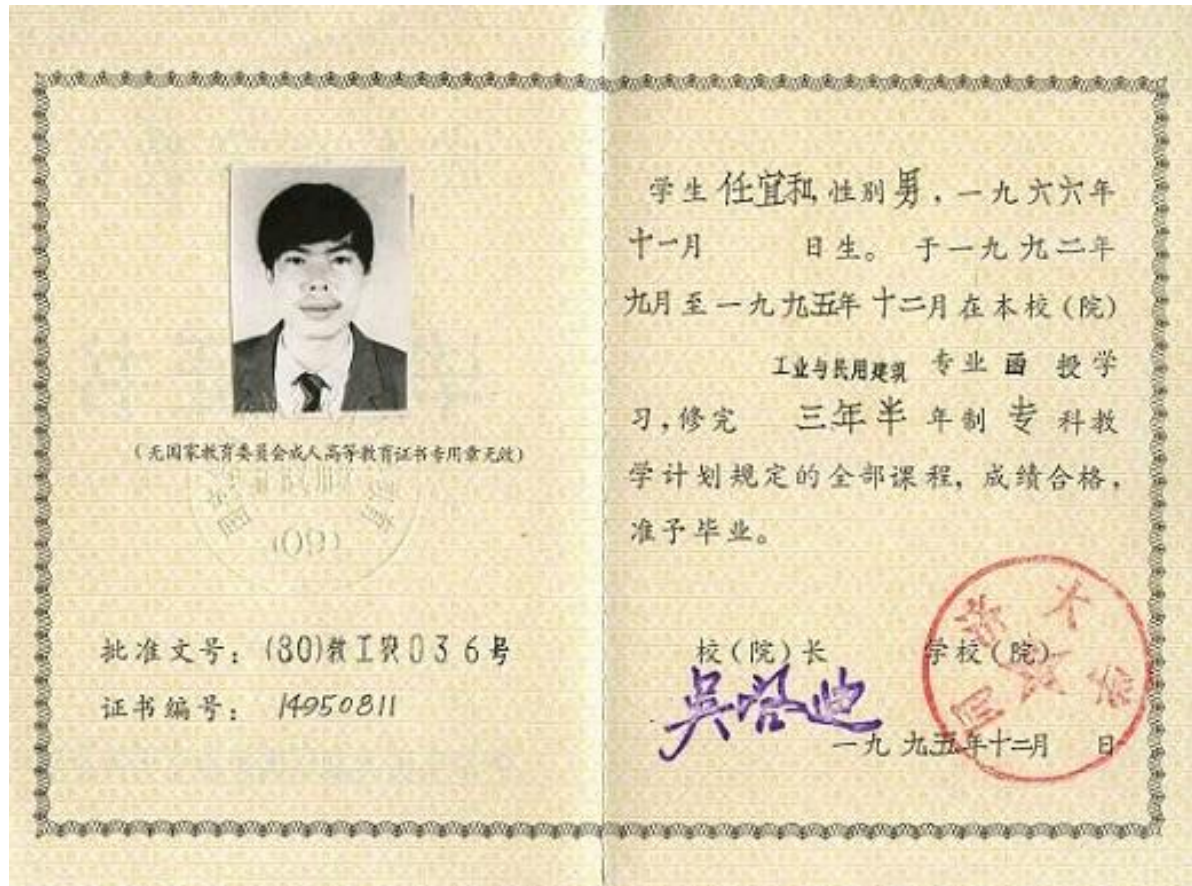 (无国家教育委员会成人高等教育证书专用章无效)
批准文号：(80)教工农036号
证书编号： 14950811
学生任宜和,性别男，一九六六年
十一月 日生。于一九九二年
九月至一九九五年十二月在本校(院)
工业与民用建筑 专业函 授学
习,修完 三年半 年制 专 科教
学计划规定的全部课程, 成绩合格,
准予毕业。
校(院)长 学校(院)
吴启迪
一九九五年十二月 日